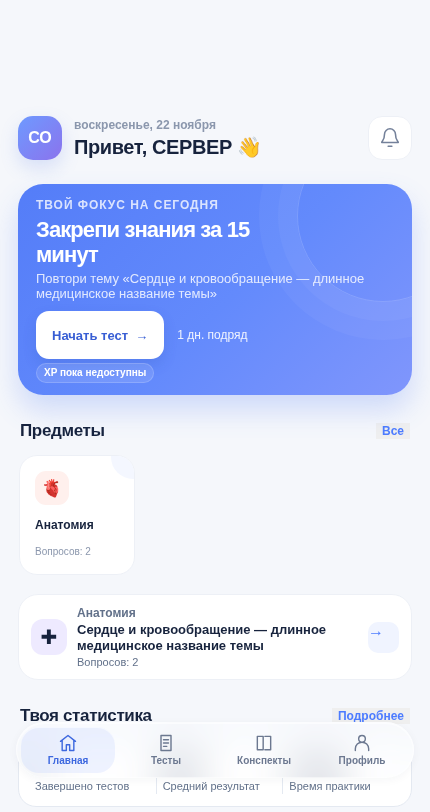 СО
воскресенье, 22 ноября
Привет, СЕРВЕР 👋
ТВОЙ ФОКУС НА СЕГОДНЯ
Закрепи знания за 15
минут
Повтори тему «Сердце и кровообращение — длинное
медицинское название темы»
Начать тест →
1 дн. подряд
XP пока недоступны
Предметы
Все
Анатомия
Вопросов: 2
Анатомия
Сердце и кровообращение — длинное
медицинское название темы
Вопросов: 2
→
Твоя статистика
Подробнее
Главная
Тесты
Конспекты
Профиль
Завершено тестов
Средний результат
Время практики